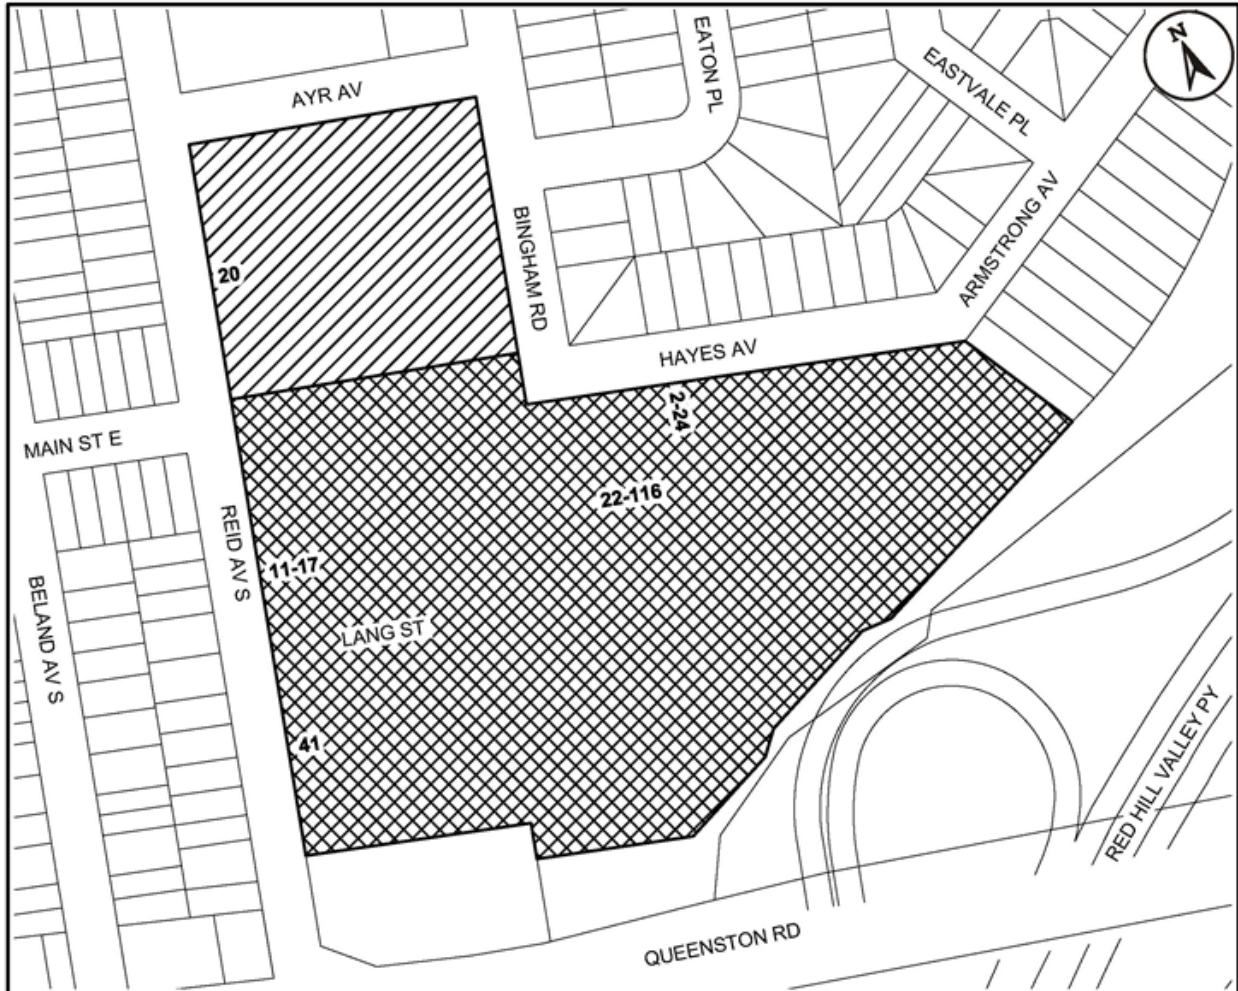 N
EATON PL
EASTVALE PL
AYR AV
BINGHAM RD
ARMSTRONG AV
20
HAYES AV
2-24
MAIN ST E
22-116
REID AV S
11-17
BELAND AV S
LANG ST
41
RED HILL VALLEY PY
QUEENSTON RD